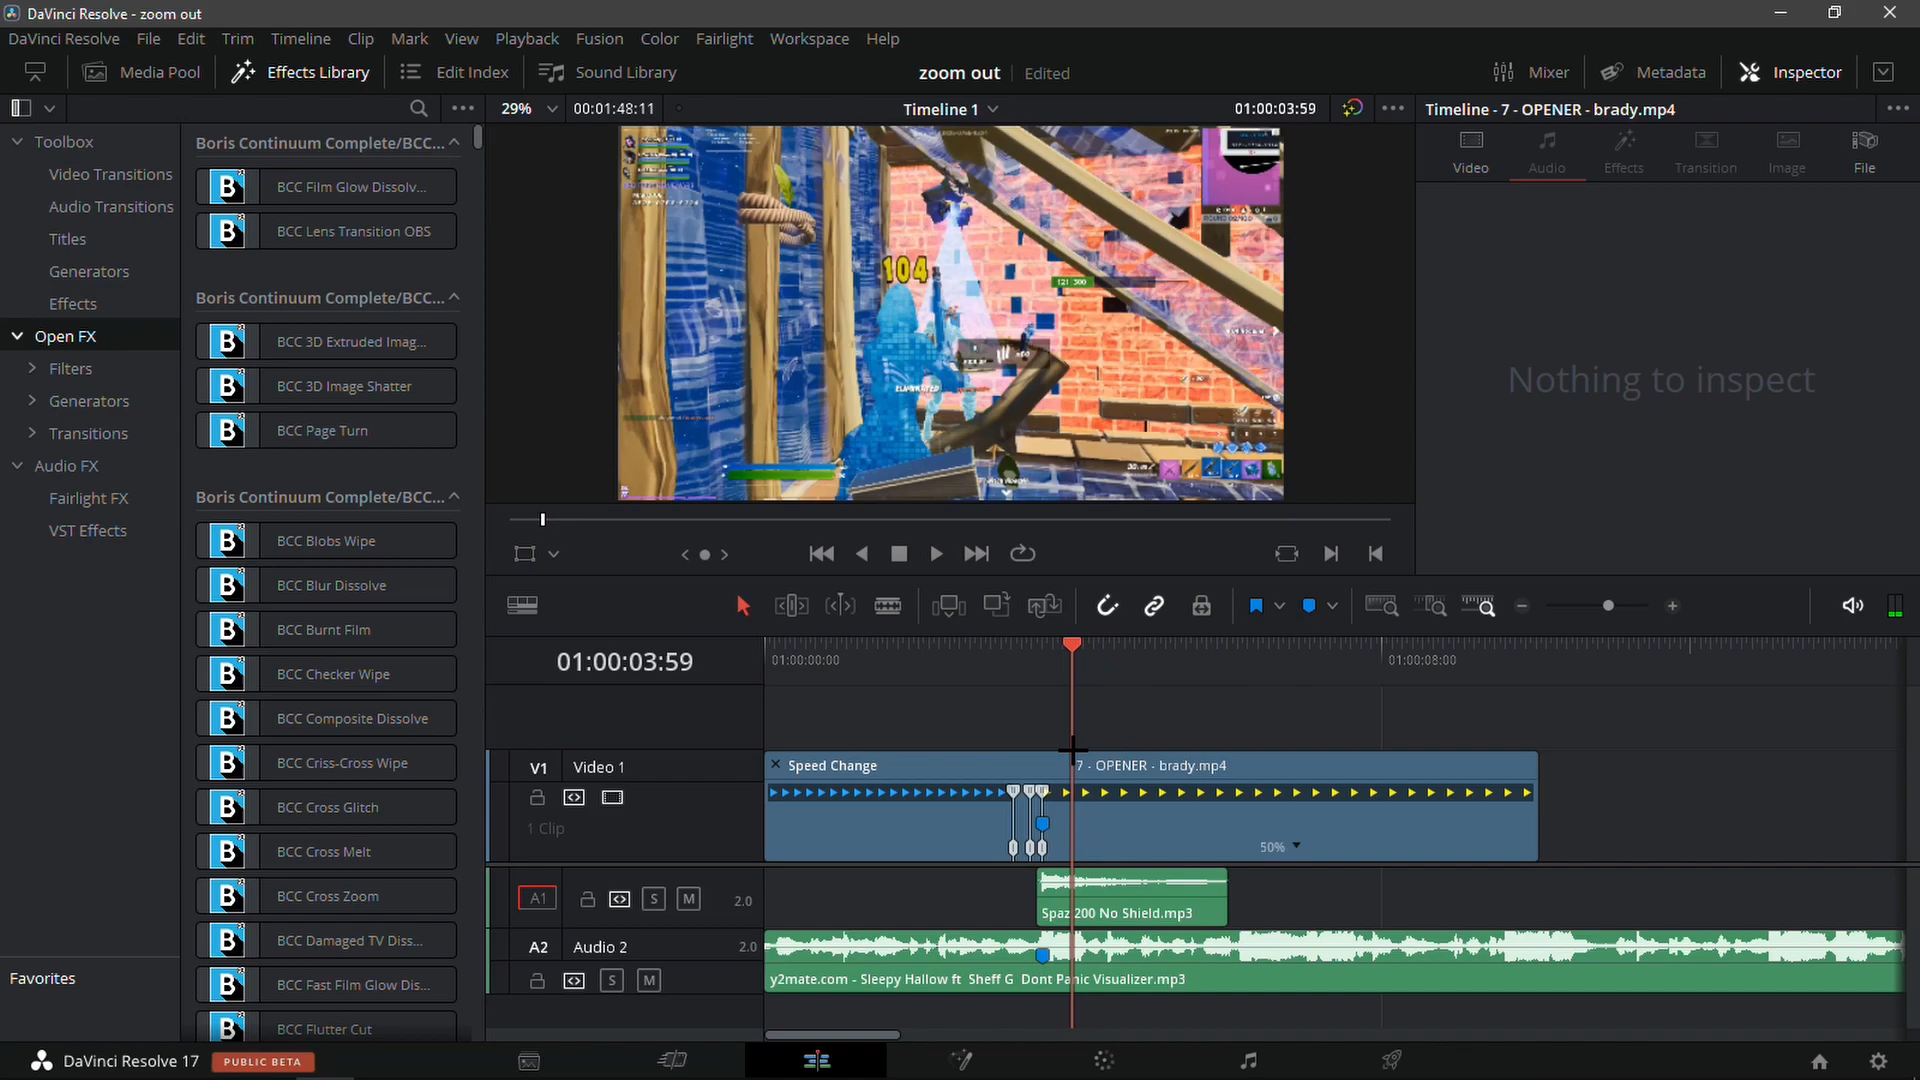 DaVinci Resolve - zoom out
DaVinci Resolve File Edit Trim Timeline Clip Mark View Playback Fusion Color Fairlight Workspace Help
Media Pool Effects Library Edit Index Sound Library zoom out Edited Mixer Metadata Inspector
29% 00:01:48:11 Timeline 1 01:00:03:59 Timeline - 7 - OPENER - brady.mp4
Video Audio Effects Transition Image File
Toolbox
Video Transitions
Audio Transitions
Titles
Generators
Effects
Open FX
Filters
Generators
Transitions
Audio FX
Fairlight FX
VST Effects
Favorites
Boris Continuum Complete/BCC...
B BCC Film Glow Dissolv...
B BCC Lens Transition OBS
Boris Continuum Complete/BCC...
B BCC 3D Extruded Imag...
B BCC 3D Image Shatter
B BCC Page Turn
Boris Continuum Complete/BCC...
B BCC Blobs Wipe
B BCC Blur Dissolve
B BCC Burnt Film
B BCC Checker Wipe
B BCC Composite Dissolve
B BCC Criss-Cross Wipe
B BCC Cross Glitch
B BCC Cross Melt
B BCC Cross Zoom
B BCC Damaged TV Diss...
B BCC Fast Film Glow Dis...
B BCC Flutter Cut
104
121 300
ELIMINATED
Nothing to inspect
01:00:03:59
01:00:00:00 01:00:08:00
V1 Video 1
1 Clip
Speed Change 7 - OPENER - brady.mp4
50%
A1 S M 2.0
Spaz 200 No Shield.mp3
A2 Audio 2 2.0
S M
y2mate.com - Sleepy Hallow ft Sheff G Dont Panic Visualizer.mp3
DaVinci Resolve 17 PUBLIC BETA